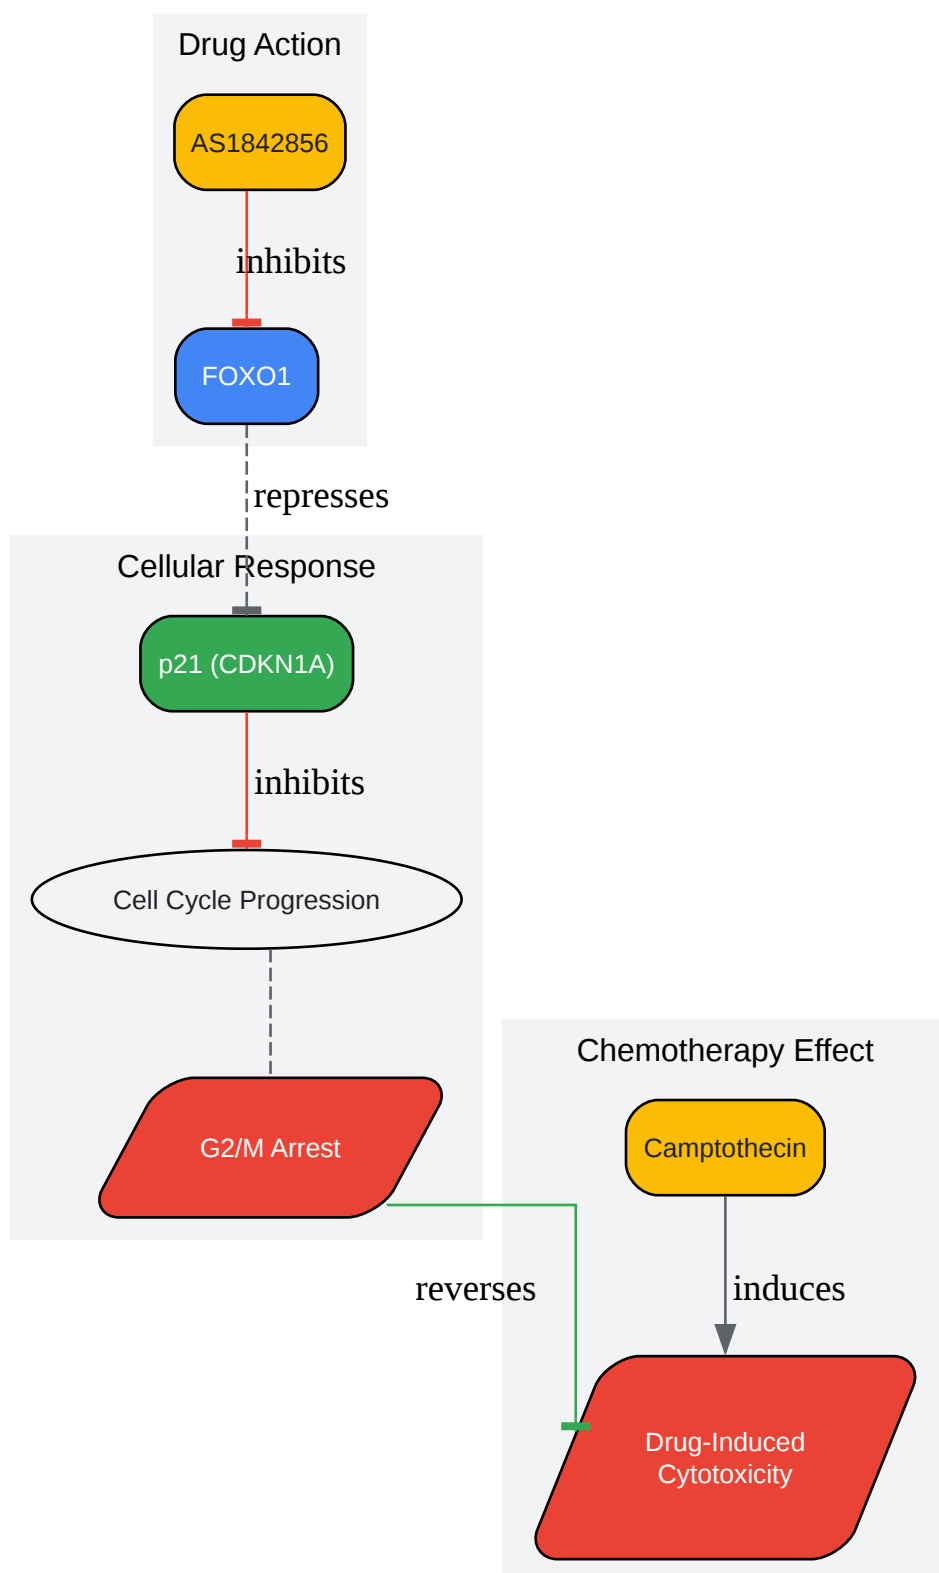 Drug Action
AS1842856
inhibits
FOXO1
represses
Cellular Response
p21 (CDKN1A)
inhibits
Cell Cycle Progression
Chemotherapy Effect
Camptothecin
G2/M Arrest
reverses
induces
Drug-Induced
Cytotoxicity